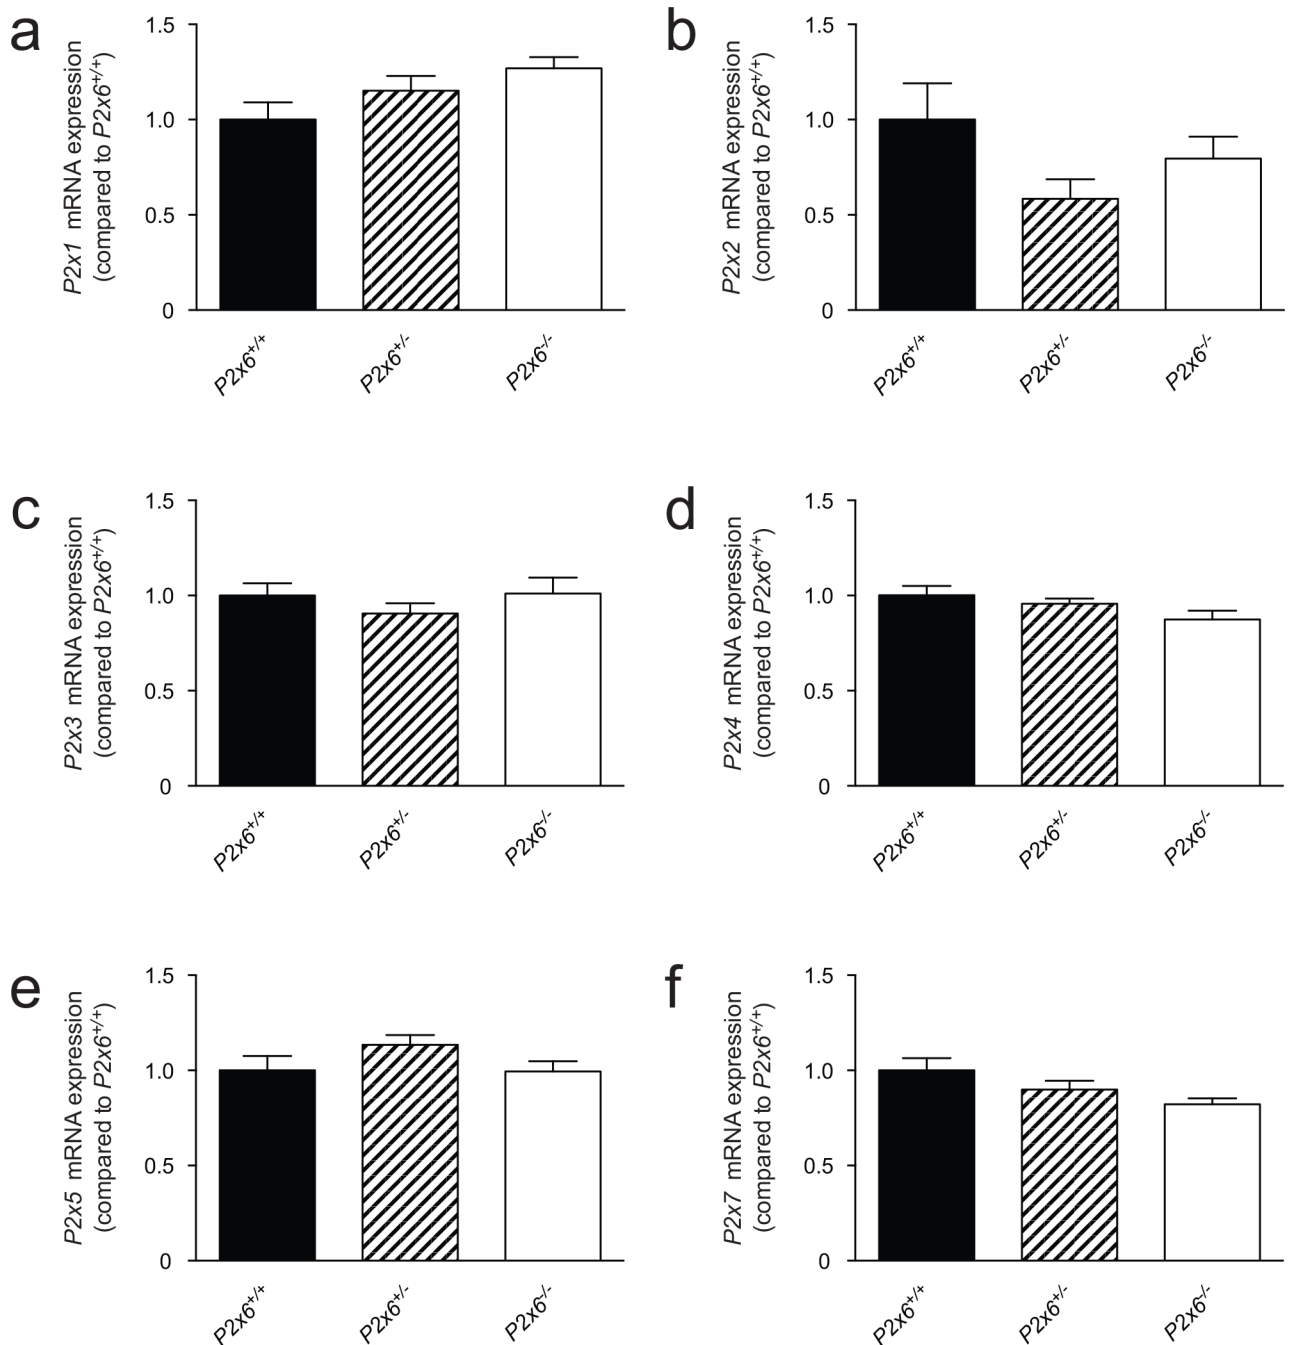 a
P2x1 mRNA expression
(compared to P2x6+/+)
1.5
1.0
0.5
0
P2x6+/+
P2x6+/-
P2x6-/-
b
P2x2 mRNA expression
(compared to P2x6+/+)
1.5
1.0
0.5
0
P2x6+/+
P2x6+/-
P2x6-/-
c
P2x3 mRNA expression
(compared to P2x6+/+)
1.5
1.0
0.5
0
P2x6+/+
P2x6+/-
P2x6-/-
d
P2x4 mRNA expression
(compared to P2x6+/+)
1.5
1.0
0.5
0
P2x6+/+
P2x6+/-
P2x6-/-
e
P2x5 mRNA expression
(compared to P2x6+/+)
1.5
1.0
0.5
0
P2x6+/+
P2x6+/-
P2x6-/-
f
P2x7 mRNA expression
(compared to P2x6+/+)
1.5
1.0
0.5
0
P2x6+/+
P2x6+/-
P2x6-/-